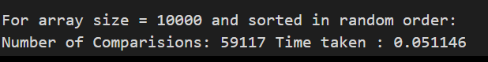 For array size = 10000 and sorted in random order:
Number of Comparisions: 59117 Time taken : 0.051146